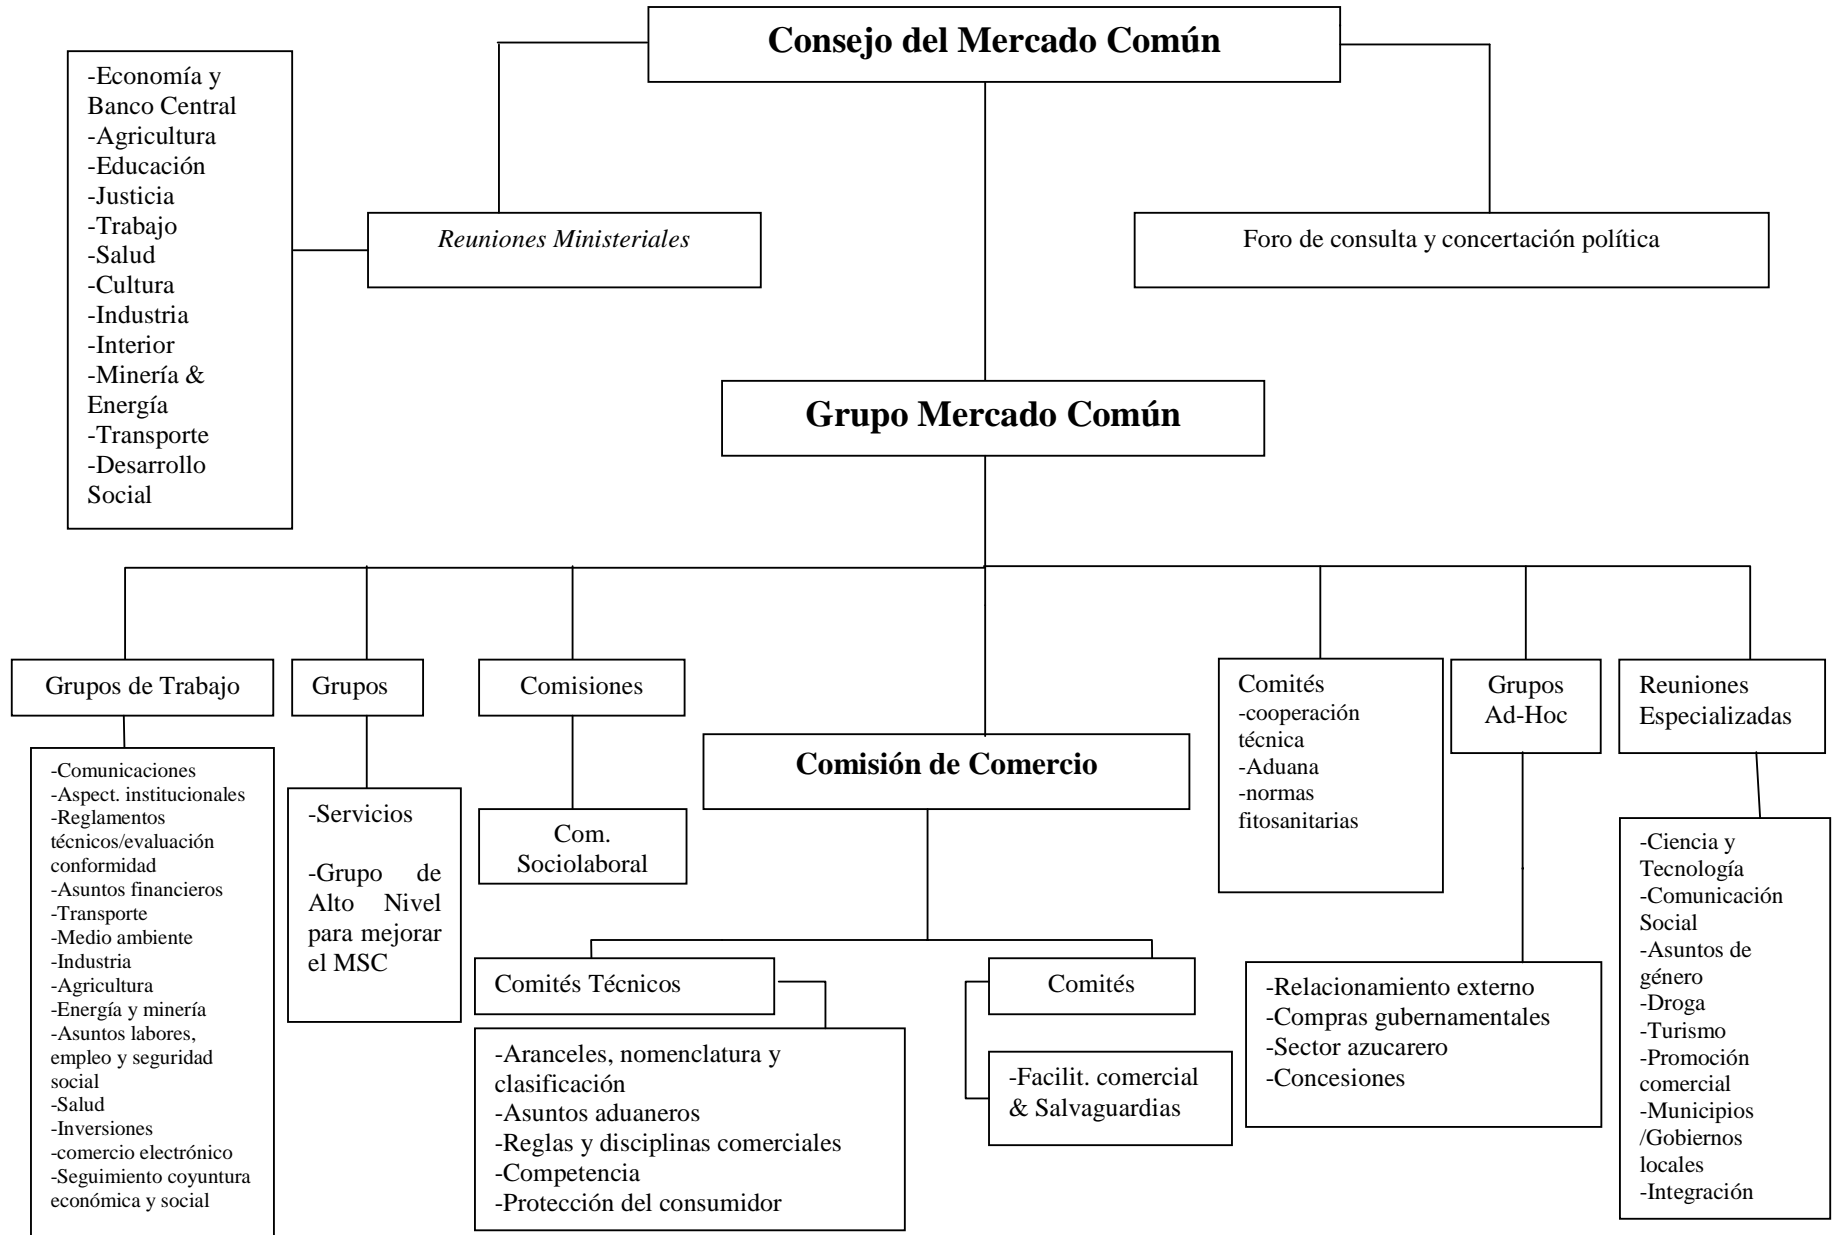 Consejo del Mercado Común
-Economía y
Banco Central
-Agricultura
-Educación
-Justicia
-Trabajo
-Salud
-Cultura
-Industria
-Interior
-Minería &
Energía
-Transporte
-Desarrollo
Social
Reuniones Ministeriales
Foro de consulta y concertación política
Grupo Mercado Común
Grupos de Trabajo
-Comunicaciones
-Aspect. institucionales
-Reglamentos
técnicos/evaluación
conformidad
-Asuntos financieros
-Transporte
-Medio ambiente
-Industria
-Agricultura
-Energía y minería
-Asuntos labores,
empleo y seguridad
social
-Salud
-Inversiones
-comercio electrónico
-Seguimiento coyuntura
económica y social
Grupos
-Servicios
-Grupo de
Alto Nivel
para mejorar
el MSC
Comisiones
Com.
Sociolaboral
Comisión de Comercio
Comités Técnicos
-Aranceles, nomenclatura y
clasificación
-Asuntos aduaneros
-Reglas y disciplinas comerciales
-Competencia
-Protección del consumidor
Comités
-Facilit. comercial
& Salvaguardias
Comités
-cooperación
técnica
-Aduana
-normas
fitosanitarias
Grupos
Ad-Hoc
-Relacionamiento externo
-Compras gubernamentales
-Sector azucarero
-Concesiones
Reuniones
Especializadas
-Ciencia y
Tecnología
-Comunicación
Social
-Asuntos de
género
-Droga
-Turismo
-Promoción
comercial
-Municipios
/Gobiernos
locales
-Integración